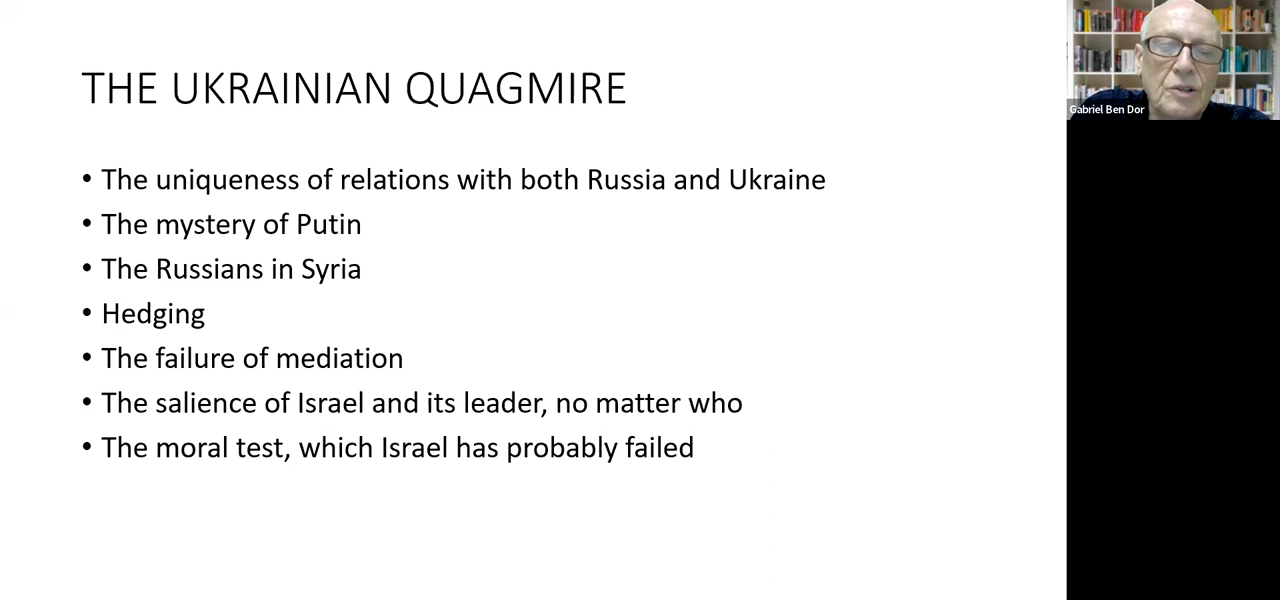 THE UKRAINIAN QUAGMIRE
• The uniqueness of relations with both Russia and Ukraine
• The mystery of Putin
• The Russians in Syria
• Hedging
• The failure of mediation
• The salience of Israel and its leader, no matter who
• The moral test, which Israel has probably failed
Gabriel Ben Dor